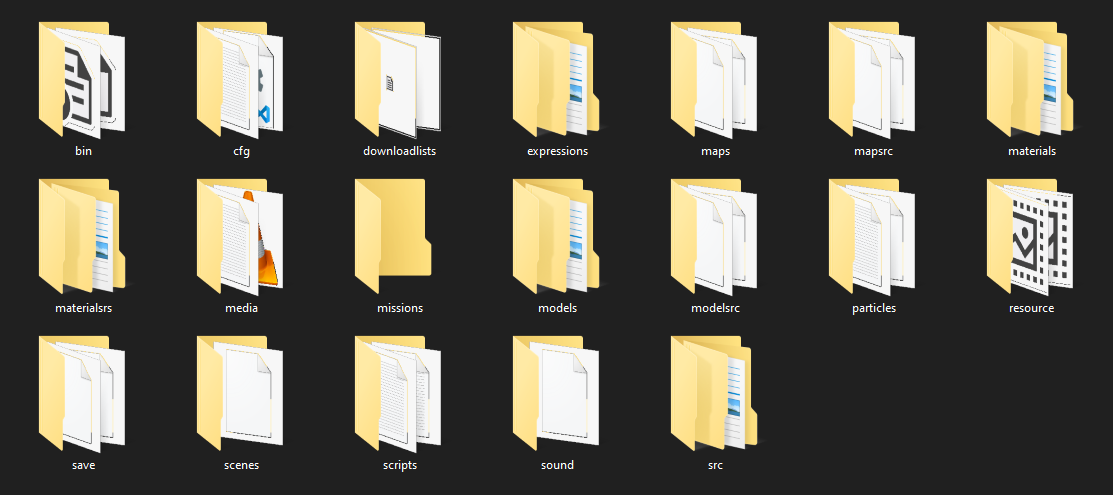 bin
cfg
downloadlists
expressions
maps
mapsrc
materials
materialsrs
media
missions
models
modelsrc
particles
resource
save
scenes
scripts
sound
src